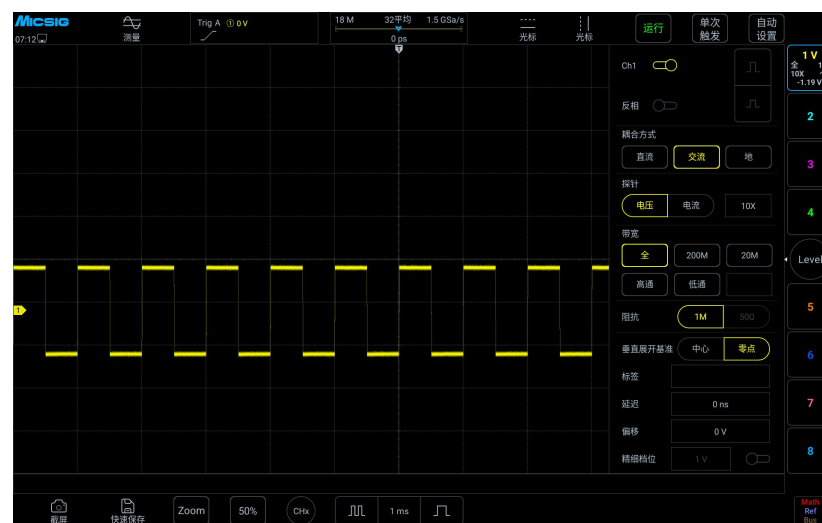 Micsig
07:12
测量
Trig A ① 0 V
18 M 32平均 1.5 GSa/s
0 ps
T
光标
光标
运行
单次
触发
自动
设置
Ch1
反相
耦合方式
直流 交流 地
探针
电压 电流 10X
带宽
全 200M 20M
高通 低通
阻抗 1M 50Ω
垂直展开基准 中心 零点
标签
延迟 0 ns
偏移 0 V
精细档位 1 V
1 V
全 1
10X
-1.19 V
2
3
4
Level
5
6
7
8
Math
Ref
Bus
1
截屏
快速保存
Zoom
50%
CHx
1 ms